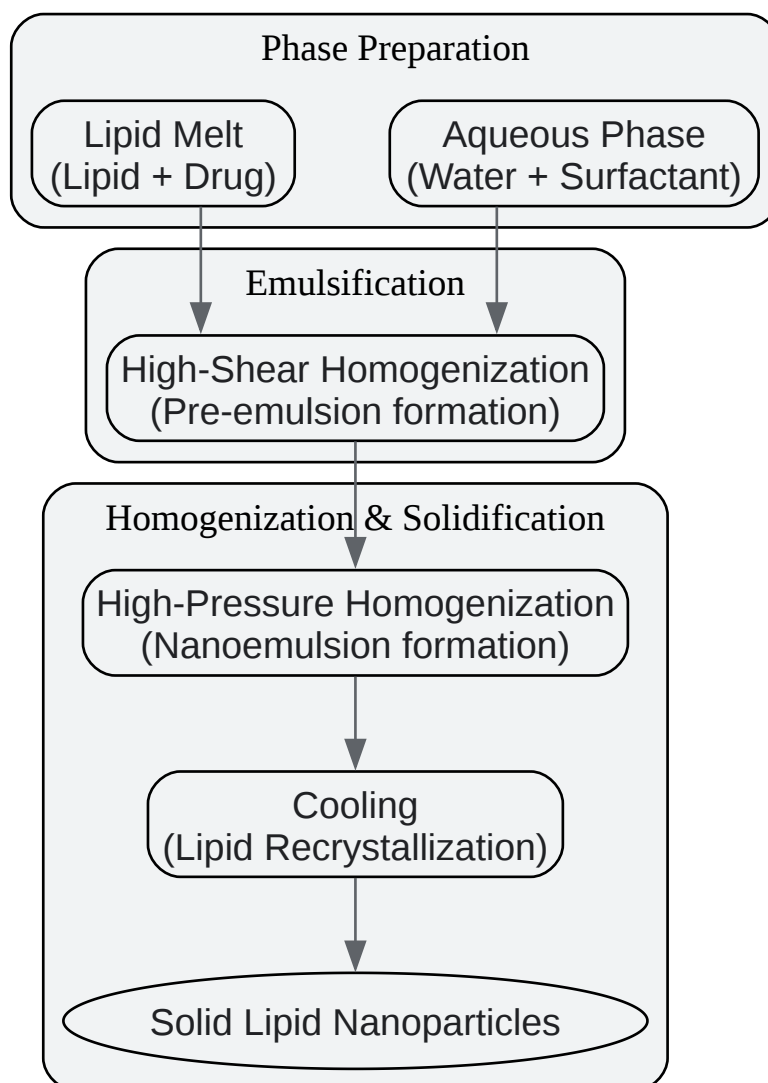 Phase Preparation
Lipid Melt
(Lipid + Drug)
Aqueous Phase
(Water + Surfactant)
Emulsification
High-Shear Homogenization
(Pre-emulsion formation)
Homogenization & Solidification
High-Pressure Homogenization
(Nanoemulsion formation)
Cooling
(Lipid Recrystallization)
Solid Lipid Nanoparticles